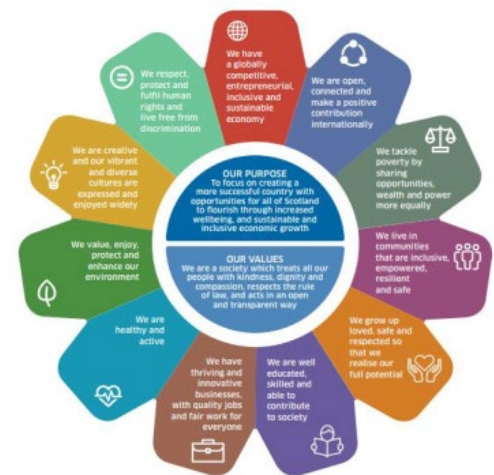 We have
a globally
competitive,
entrepreneurial,
inclusive and
sustainable
economy
We are open,
connected and
make a positive
contribution
internationally
We tackle
poverty by
sharing
opportunities,
wealth and power
more equally
We live in
communities
that are inclusive,
empowered,
resilient
and safe
We grow up
loved, safe and
respected so
that we
realise our
full potential
We are well
educated,
skilled and
able to
contribute
to society
We have
thriving and
innovative
businesses,
with quality jobs
and fair work for
everyone
We are
healthy and
active
We value, enjoy,
protect and
enhance our
environment
We are creative
and our vibrant
and diverse
cultures are
expressed and
enjoyed widely
We respect,
protect and
fulfil human
rights and
live free from
discrimination
OUR PURPOSE
To focus on creating a
more successful country with
opportunities for all of Scotland
to flourish through increased
wellbeing, and sustainable and
inclusive economic growth
OUR VALUES
We are a society which treats all our
people with kindness, dignity and
compassion, respects the rule
of law, and acts in an open
and transparent way